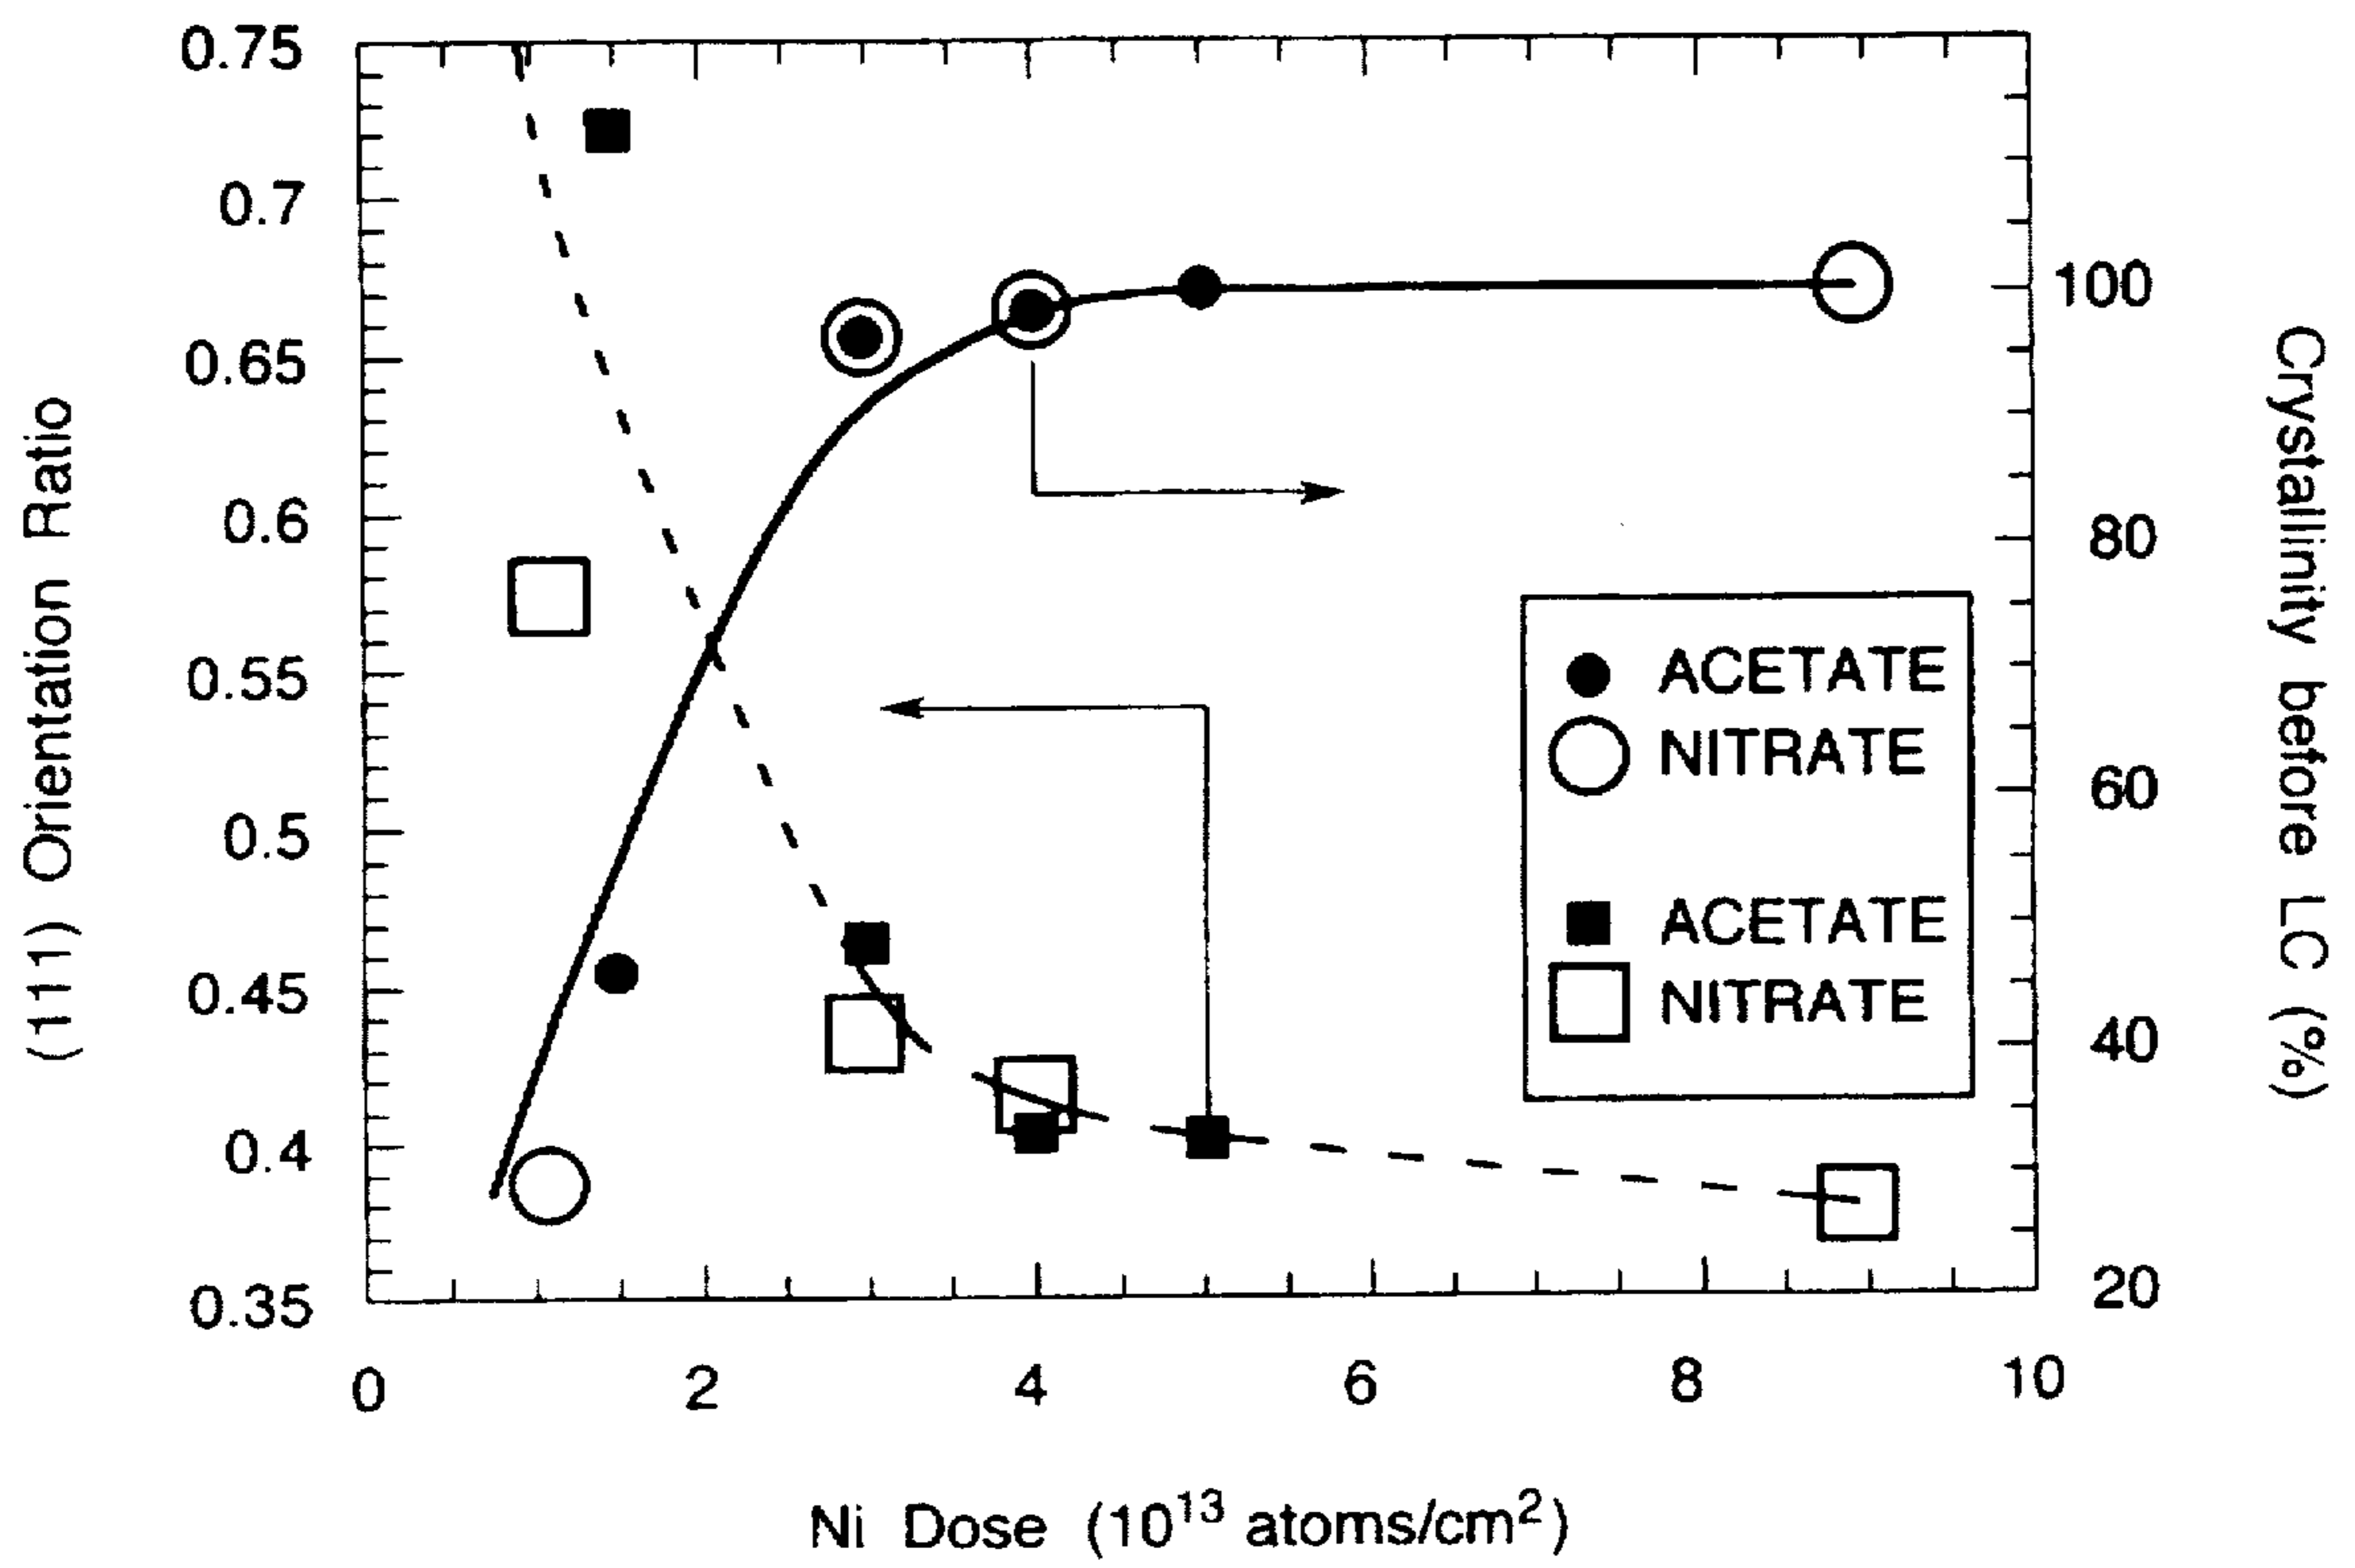 0.75
0.7
0.65
0.6
0.55
0.5
0.45
0.4
0.35
(111) Orientation Ratio
100
80
60
40
20
Crystallinity before LC (%)
ACETATE
NITRATE
ACETATE
NITRATE
0 2 4 6 8 10
Ni Dose (10¹³ atoms/cm²)